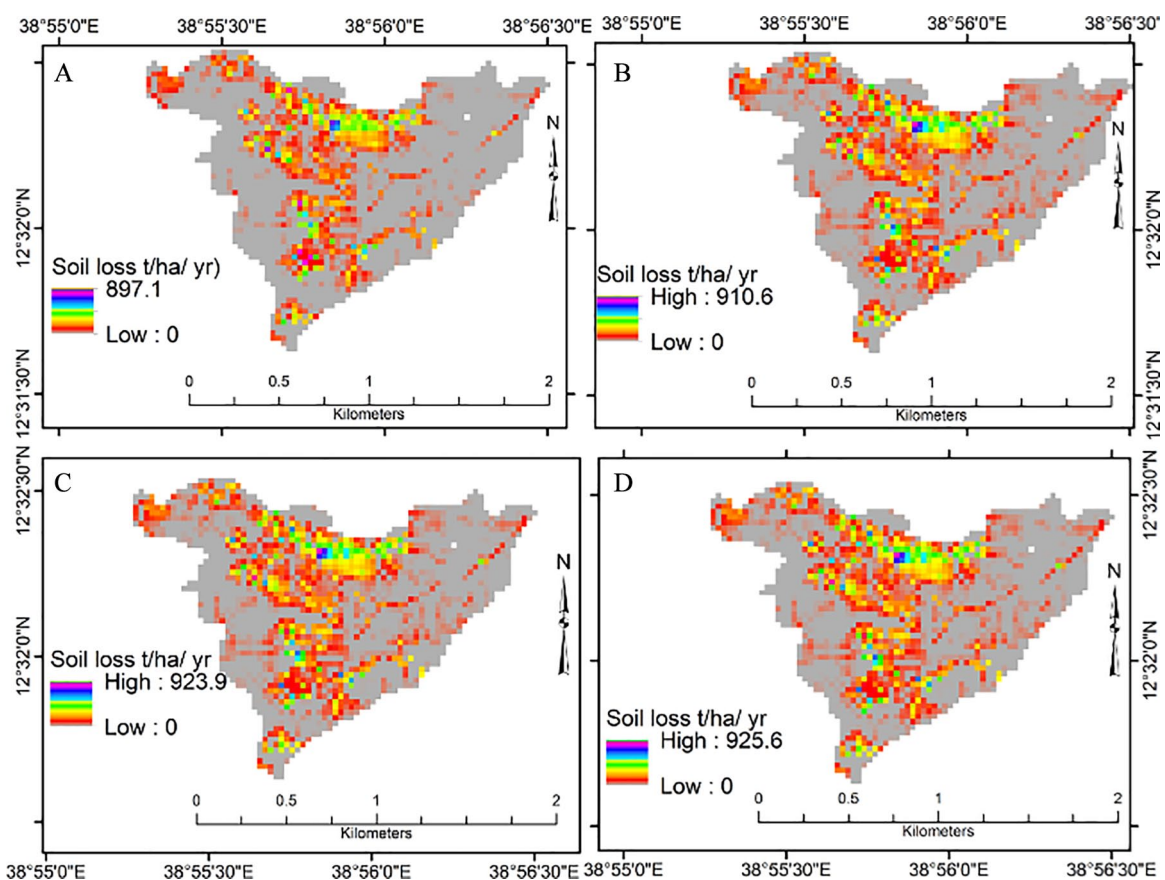 38°55'0"E 38°55'30"E 38°56'0"E 38°56'30"E
38°55'0"E 38°55'30"E 38°56'0"E 38°56'30"E
A
N
12°32'0"N
12°31'30"N
Soil loss t/ha/ yr)
897.1
Low : 0
0 0.5 1 2
Kilometers
B
N
12°32'0"N
12°31'30"N
Soil loss t/ha/ yr
High : 910.6
Low : 0
0 0.5 1 2
Kilometers
C
12°32'30"N
N
12°32'0"N
Soil loss t/ha/ yr
High : 923.9
Low : 0
0 0.5 1 2
Kilometers
D
12°32'30"N
N
12°32'0"N
Soil loss t/ha/ yr
High : 925.6
Low : 0
0 0.5 1 2
Kilometers
38°55'0"E 38°55'30"E 38°56'0"E 38°56'30"E
38°55'0"E 38°55'30"E 38°56'0"E 38°56'30"E